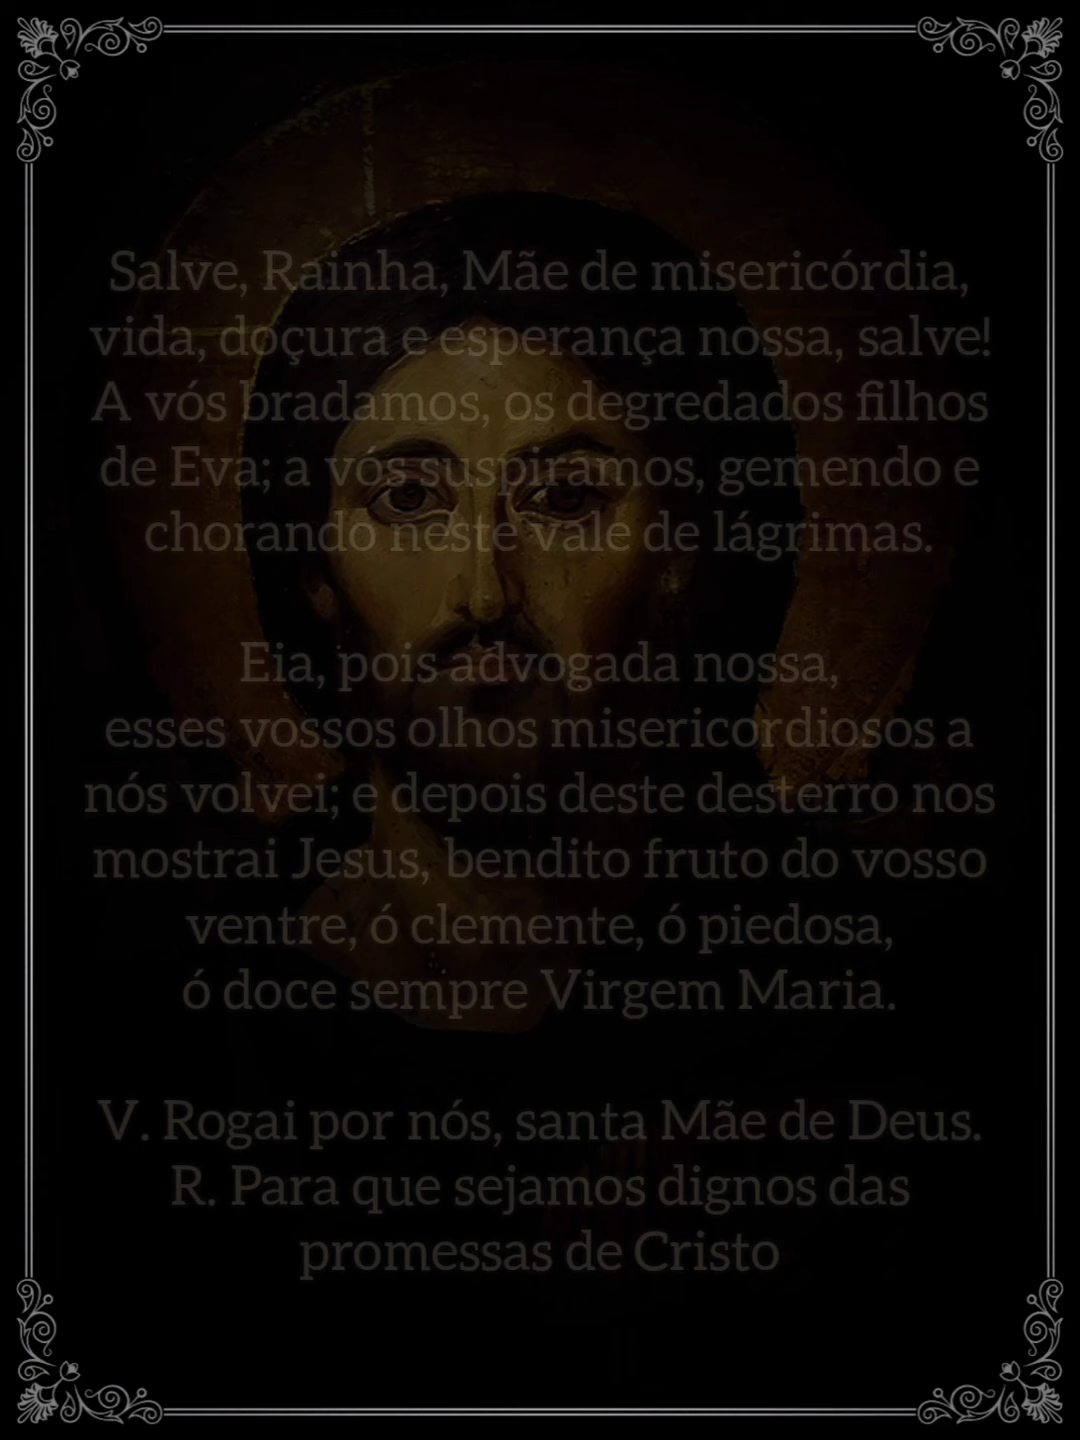 Salve, Rainha, Mãe de misericórdia,
vida, doçura e esperança nossa, salve!
A vós bradamos, os degredados filhos
de Eva; a vós suspiramos, gemendo e
chorando neste vale de lágrimas.
Eia, pois advogada nossa,
esses vossos olhos misericordiosos a
nós volvei; e depois deste desterro nos
mostrai Jesus, bendito fruto do vosso
ventre, ó clemente, ó piedosa,
ó doce sempre Virgem Maria.
V. Rogai por nós, santa Mãe de Deus.
R. Para que sejamos dignos das
promessas de Cristo